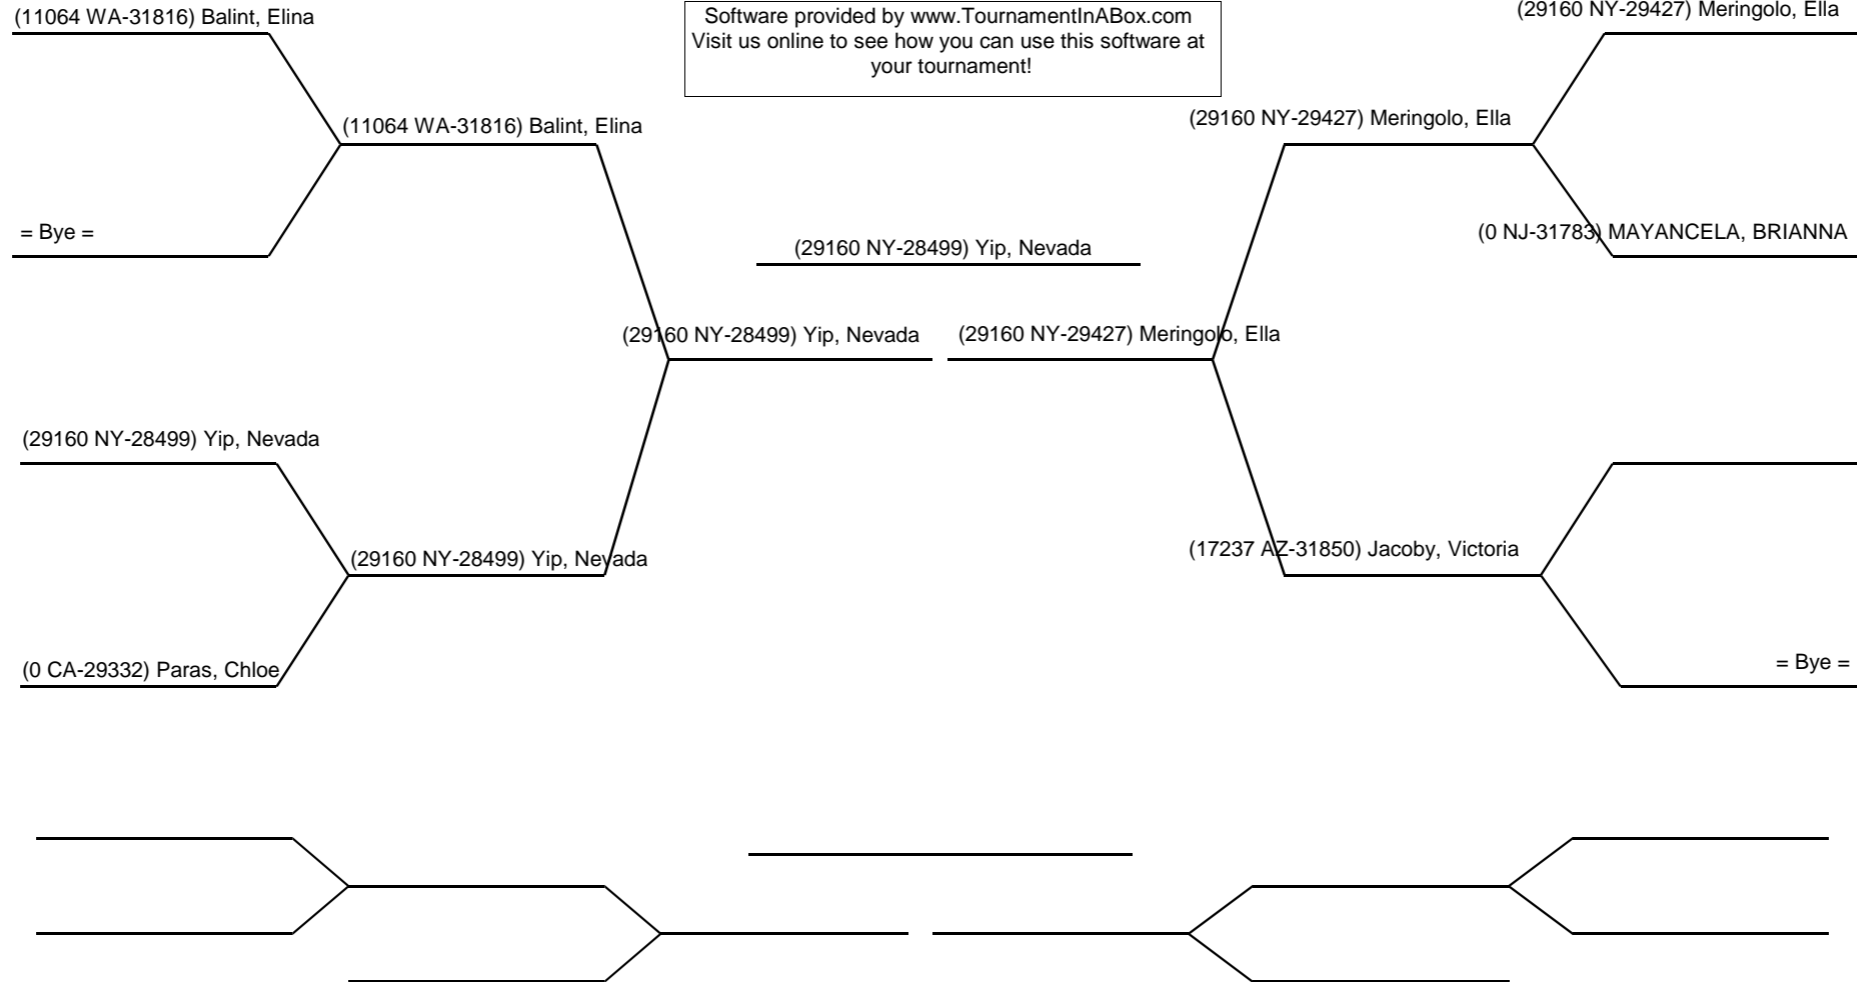 (11064 WA-31816) Balint, Elina
Software provided by www.TournamentInABox.com
Visit us online to see how you can use this software at
your tournament!
(29160 NY-29427) Meringolo, Ella
(11064 WA-31816) Balint, Elina
(29160 NY-29427) Meringolo, Ella
= Bye =
(29160 NY-28499) Yip, Nevada
(0 NJ-31783) MAYANCELA, BRIANNA
(29160 NY-28499) Yip, Nevada
(29160 NY-29427) Meringolo, Ella
(29160 NY-28499) Yip, Nevada
(29160 NY-28499) Yip, Nevada
(17237 AZ-31850) Jacoby, Victoria
(0 CA-29332) Paras, Chloe
= Bye =